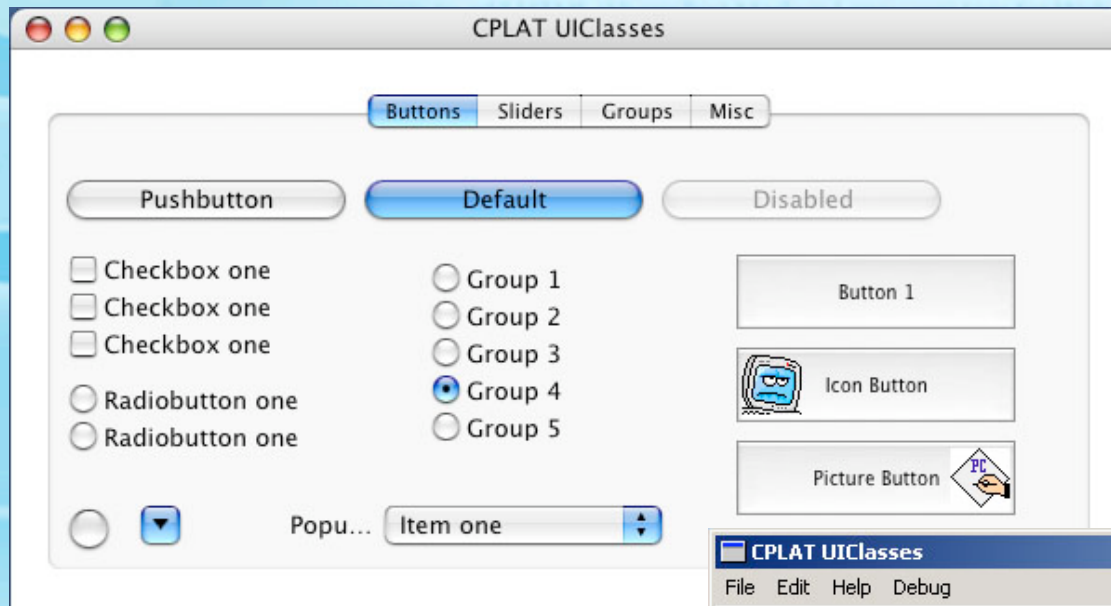 CPLAT UIClasses
Buttons Sliders Groups Misc
Pushbutton Default Disabled
Checkbox one
Checkbox one
Checkbox one
Radiobutton one
Radiobutton one
Group 1
Group 2
Group 3
Group 4
Group 5
Button 1
Icon Button
Picture Button
PC
Popu... Item one
CPLAT UIClasses
File Edit Help Debug